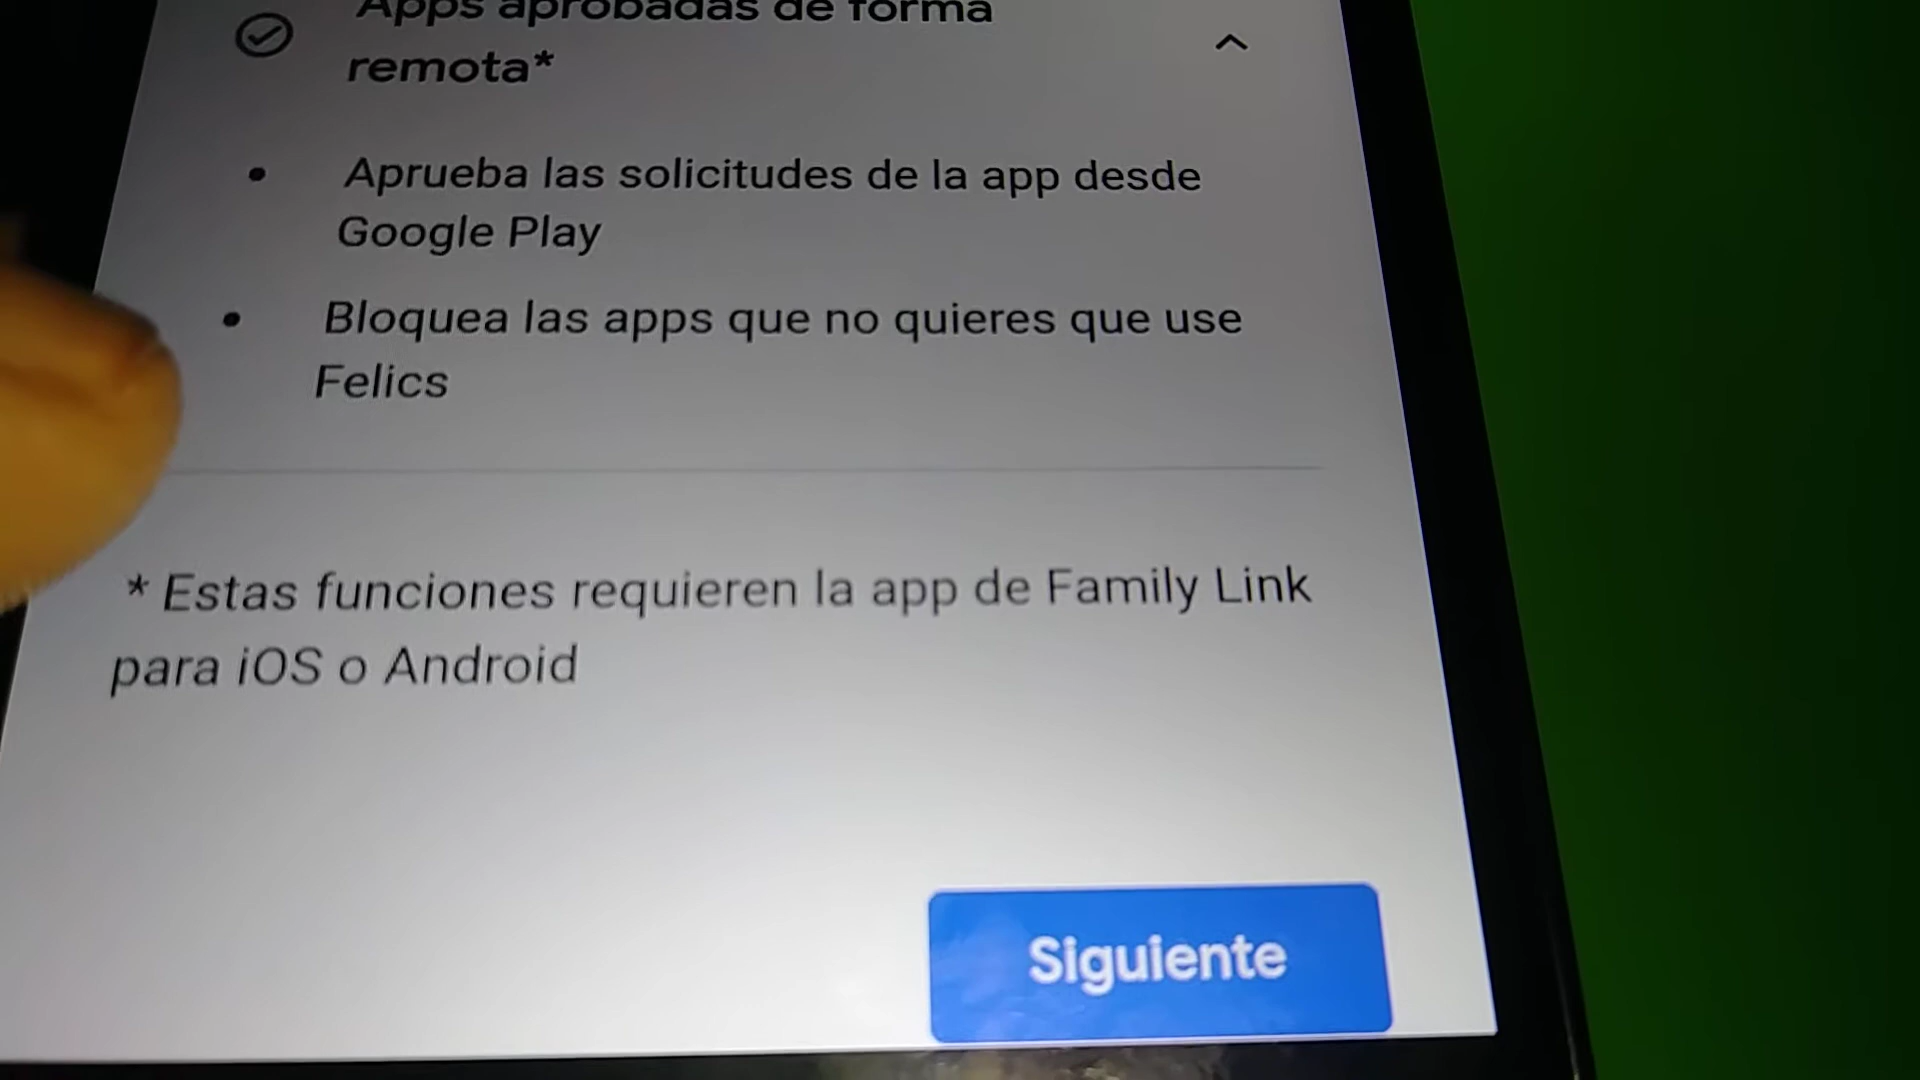 Apps aprobadas de forma
remota*
• Aprueba las solicitudes de la app desde
Google Play
• Bloquea las apps que no quieres que use
Felics
* Estas funciones requieren la app de Family Link
para iOS o Android
Siguiente